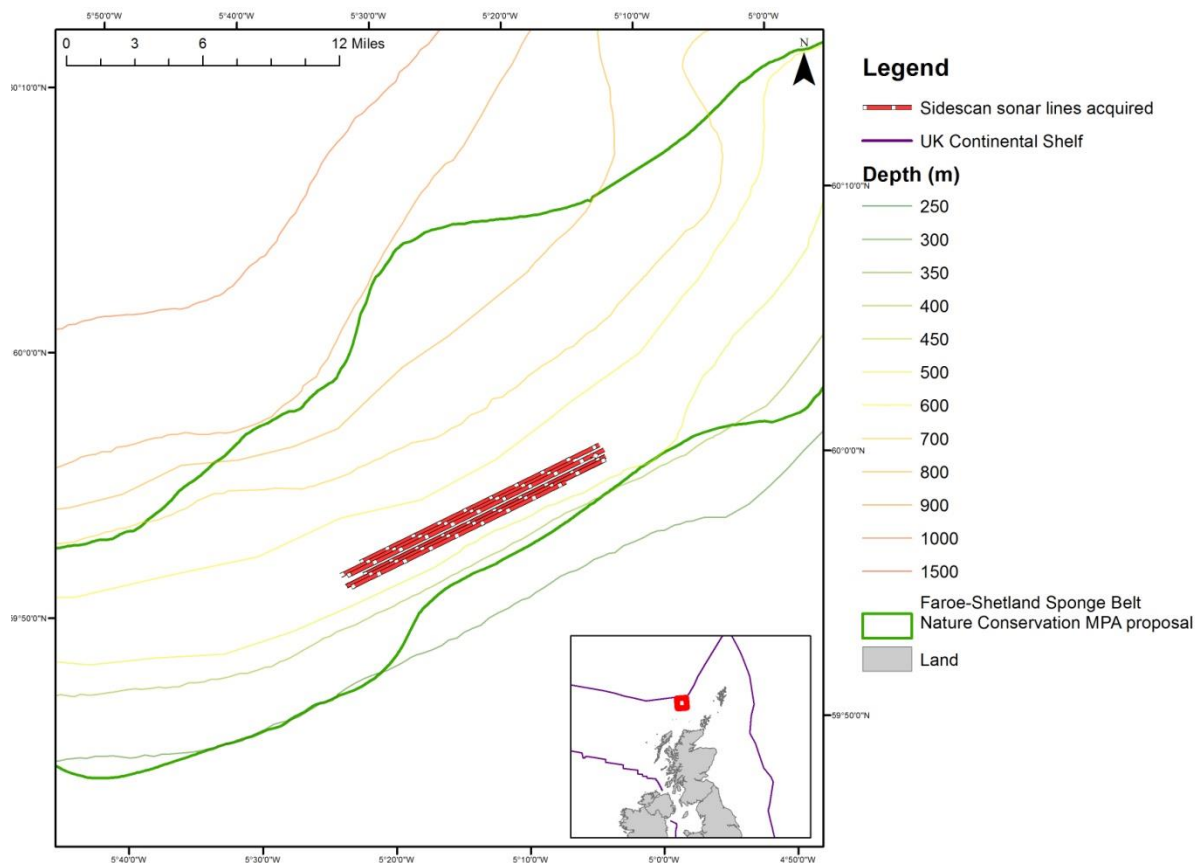 5°50'0"W 5°40'0"W 5°30'0"W 5°20'0"W 5°10'0"W 5°0'0"W
0 3 6 12 Miles
N
i0°10'0"N
60°10'0"N
60°0'0"N
60°0'0"N
59°50'0"N
59°50'0"N
5°40'0"W 5°30'0"W 5°20'0"W 5°10'0"W 5°0'0"W 4°50'0"W
Legend
Sidescan sonar lines acquired
UK Continental Shelf
Depth (m)
250
300
350
400
450
500
600
700
800
900
1000
1500
Faroe-Shetland Sponge Belt
Nature Conservation MPA proposal
Land